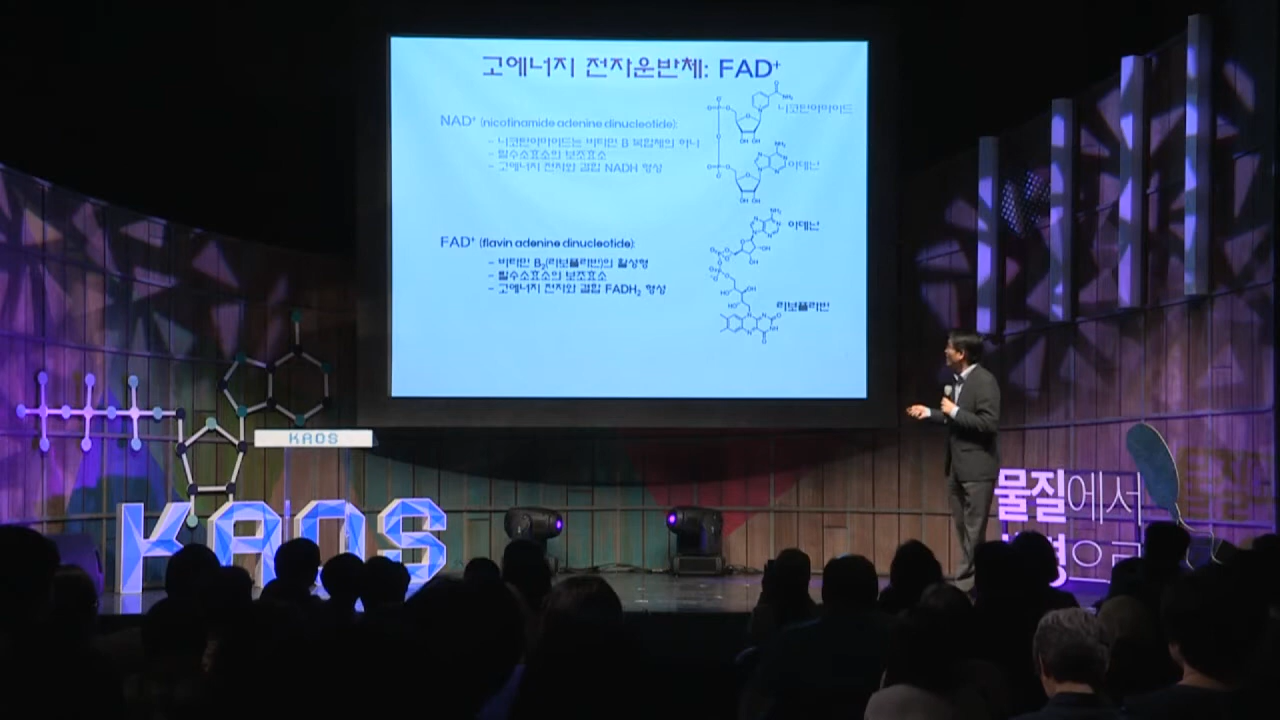 고에너지 전자운반체: FAD⁺
NAD⁺ (nicotinamide adenine dinucleotide):
– 니코틴아마이드는 비타민 B 복합체의 하나
– 탈수소효소의 보조효소
– 고에너지 전자와 결합 NADH 형성
니코틴아마이드
아데닌
FAD⁺ (flavin adenine dinucleotide):
– 비타민 B₂(리보플라빈)의 활성형
– 탈수소효소의 보조효소
– 고에너지 전자와 결합 FADH₂ 형성
아데닌
리보플라빈
KAOS
KAOS
물질에서
으로